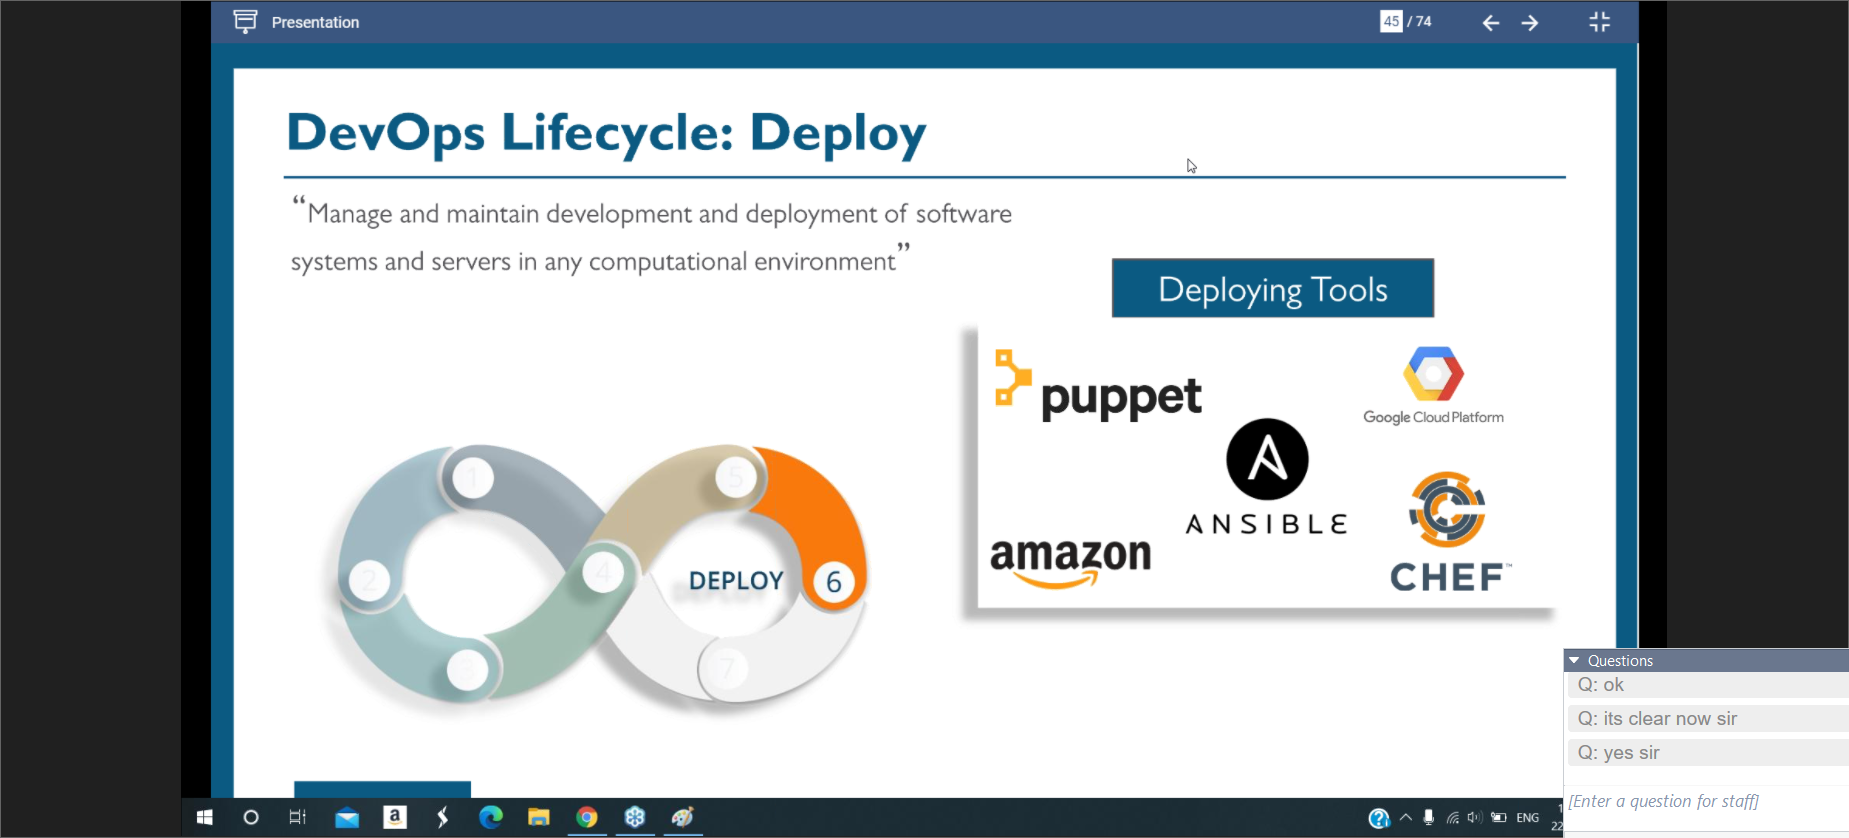 Presentation
45 / 74
DevOps Lifecycle: Deploy
“Manage and maintain development and deployment of software
systems and servers in any computational environment”
Deploying Tools
puppet
Google Cloud Platform
ANSIBLE
amazon
CHEF™
1
2
3
4
5
DEPLOY
6
7
Questions
Q: ok
Q: its clear now sir
Q: yes sir
[Enter a question for staff]
a
ENG
22